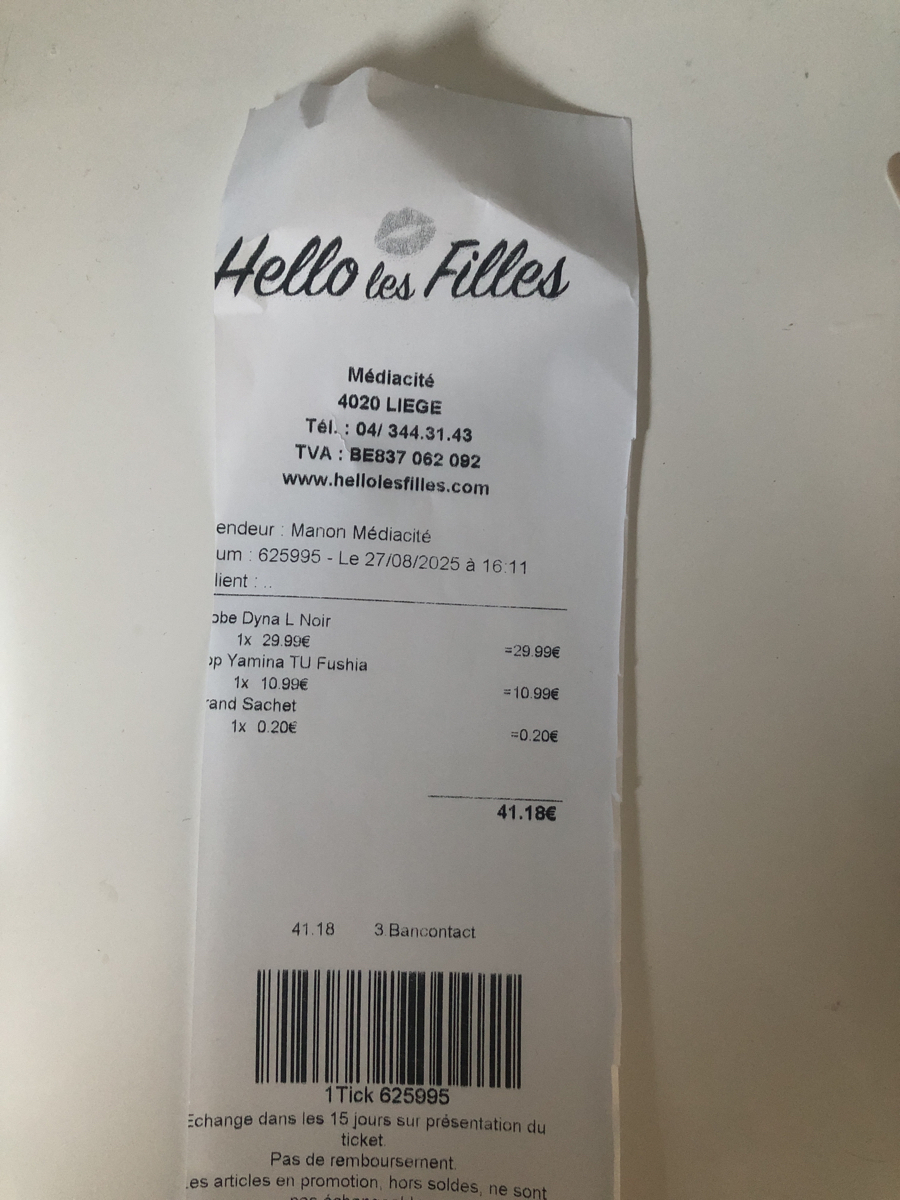 Hello les Filles
Médiacité
4020 LIEGE
Tél. : 04/ 344.31.43
TVA : BE837 062 092
www.hellolesfilles.com
endeur : Manon Médiacité
um : 625995 - Le 27/08/2025 à 16:11
lient : ..
obe Dyna L Noir
1x 29.99€ =29.99€
op Yamina TU Fushia
1x 10.99€ =10.99€
rand Sachet
1x 0.20€ =0.20€
41.18€
41.18 3 Bancontact
1Tick 625995
Echange dans les 15 jours sur présentation du
ticket.
Pas de remboursement.
es articles en promotion, hors soldes, ne sont